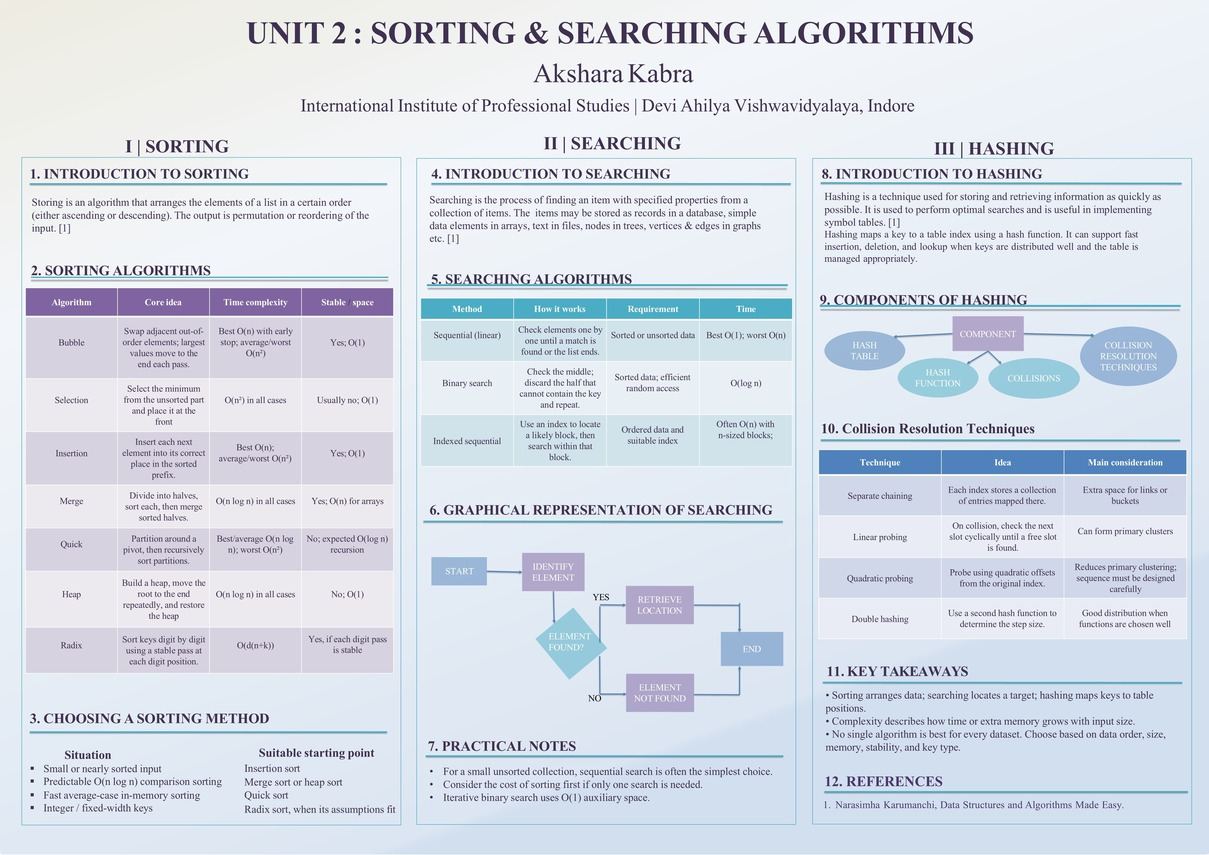 UNIT 2 : SORTING & SEARCHING ALGORITHMS
Akshara Kabra
International Institute of Professional Studies | Devi Ahilya Vishwavidyalaya, Indore
I | SORTING
1. INTRODUCTION TO SORTING
Storing is an algorithm that arranges the elements of a list in a certain order
(either ascending or descending). The output is permutation or reordering of the
input. [1]
2. SORTING ALGORITHMS
Algorithm
Core idea
Time complexity
Stable / space
Bubble
Swap adjacent out-of-
order elements; largest
values move to the
end each pass.
Best O(n) with early
stop; average/worst
O(n²)
Yes; O(1)
Selection
Select the minimum
from the unsorted part
and place it at the
front
O(n²) in all cases
Usually no; O(1)
Insertion
Insert each next
element into its correct
place in the sorted
prefix.
Best O(n);
average/worst O(n²)
Yes; O(1)
Merge
Divide into halves,
sort each, then merge
sorted halves.
O(n log n) in all cases
Yes; O(n) for arrays
Quick
Partition around a
pivot, then recursively
sort partitions.
Best/average O(n log
n); worst O(n²)
No; expected O(log n)
recursion
Heap
Build a heap, move the
root to the end
repeatedly, and restore
the heap
O(n log n) in all cases
No; O(1)
Radix
Sort keys digit by digit
using a stable pass at
each digit position.
O(d(n+k))
Yes, if each digit pass
is stable
3. CHOOSING A SORTING METHOD
Situation
▪ Small or nearly sorted input
▪ Predictable O(n log n) comparison sorting
▪ Fast average-case in-memory sorting
▪ Integer / fixed-width keys
Suitable starting point
Insertion sort
Merge sort or heap sort
Quick sort
Radix sort, when its assumptions fit
II | SEARCHING
4. INTRODUCTION TO SEARCHING
Searching is the process of finding an item with specified properties from a
collection of items. The items may be stored as records in a database, simple
data elements in arrays, text in files, nodes in trees, vertices & edges in graphs
etc. [1]
5. SEARCHING ALGORITHMS
Method
How it works
Requirement
Time
Sequential (linear)
Check elements one by
one until a match is
found or the list ends.
Sorted or unsorted data
Best O(1); worst O(n)
Binary search
Check the middle;
discard the half that
cannot contain the key
and repeat.
Sorted data; efficient
random access
O(log n)
Indexed sequential
Use an index to locate
a likely block, then
search within that
block.
Ordered data and
suitable index
Often O(n) with
n-sized blocks;
6. GRAPHICAL REPRESENTATION OF SEARCHING
START
IDENTIFY
ELEMENT
YES
RETRIEVE
LOCATION
ELEMENT
FOUND?
END
NO
ELEMENT
NOT FOUND
7. PRACTICAL NOTES
• For a small unsorted collection, sequential search is often the simplest choice.
• Consider the cost of sorting first if only one search is needed.
• Iterative binary search uses O(1) auxiliary space.
III | HASHING
8. INTRODUCTION TO HASHING
Hashing is a technique used for storing and retrieving information as quickly as
possible. It is used to perform optimal searches and is useful in implementing
symbol tables. [1]
Hashing maps a key to a table index using a hash function. It can support fast
insertion, deletion, and lookup when keys are distributed well and the table is
managed appropriately.
9. COMPONENTS OF HASHING
COMPONENT
HASH
TABLE
HASH
FUNCTION
COLLISIONS
COLLISION
RESOLUTION
TECHNIQUES
10. Collision Resolution Techniques
Technique
Idea
Main consideration
Separate chaining
Each index stores a collection
of entries mapped there.
Extra space for links or
buckets
Linear probing
On collision, check the next
slot cyclically until a free slot
is found.
Can form primary clusters
Quadratic probing
Probe using quadratic offsets
from the original index.
Reduces primary clustering;
sequence must be designed
carefully
Double hashing
Use a second hash function to
determine the step size.
Good distribution when
functions are chosen well
11. KEY TAKEAWAYS
• Sorting arranges data; searching locates a target; hashing maps keys to table
positions.
• Complexity describes how time or extra memory grows with input size.
• No single algorithm is best for every dataset. Choose based on data order, size,
memory, stability, and key type.
12. REFERENCES
1. Narasimha Karumanchi, Data Structures and Algorithms Made Easy.